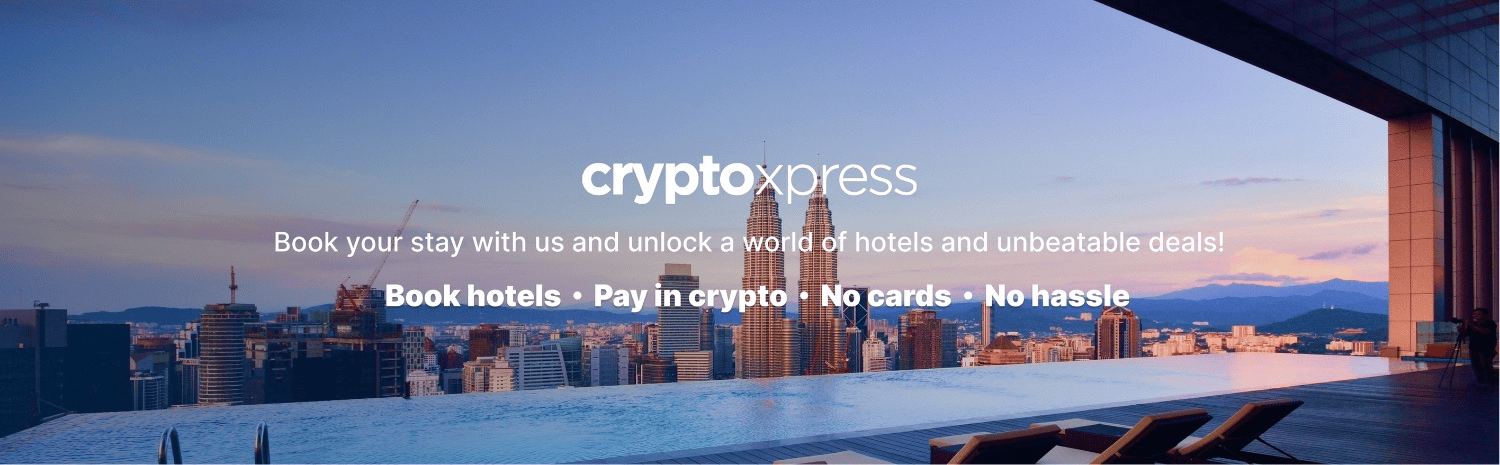 cryptoxpress
Book your stay with us and unlock a world of hotels and unbeatable deals!
Book hotels • Pay in crypto • No cards • No hassle